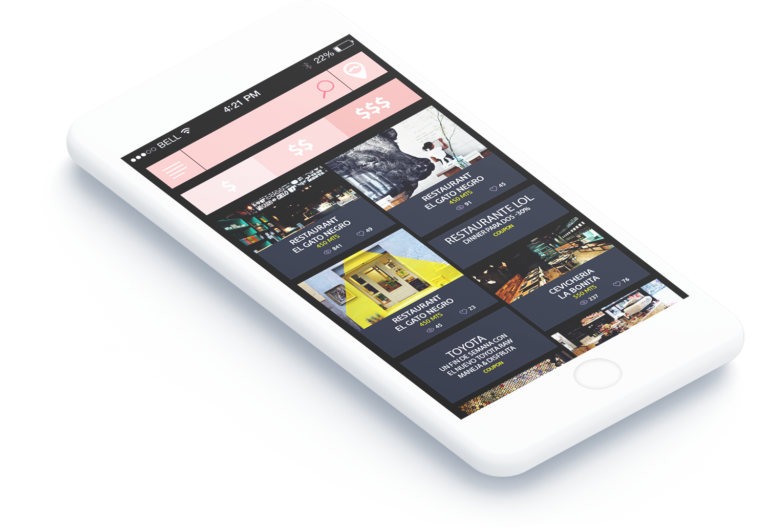 BELL
4:21 PM
22%
$
$$
$$$
RESTAURANT
EL GATO NEGRO
450 MTS
841
49
RESTAURANT
EL GATO NEGRO
450 MTS
91
45
RESTAURANTE LOL
DINNER PARA DOS -30%
COUPON
RESTAURANT
EL GATO NEGRO
450 MTS
45
23
CEVICHERIA
LA BONITA
550 MTS
237
76
TOYOTA
UN FIN DE SEMANA CON
EL NUEVO TOYOTA RAW
MANEJA & DISFRUTA
COUPON